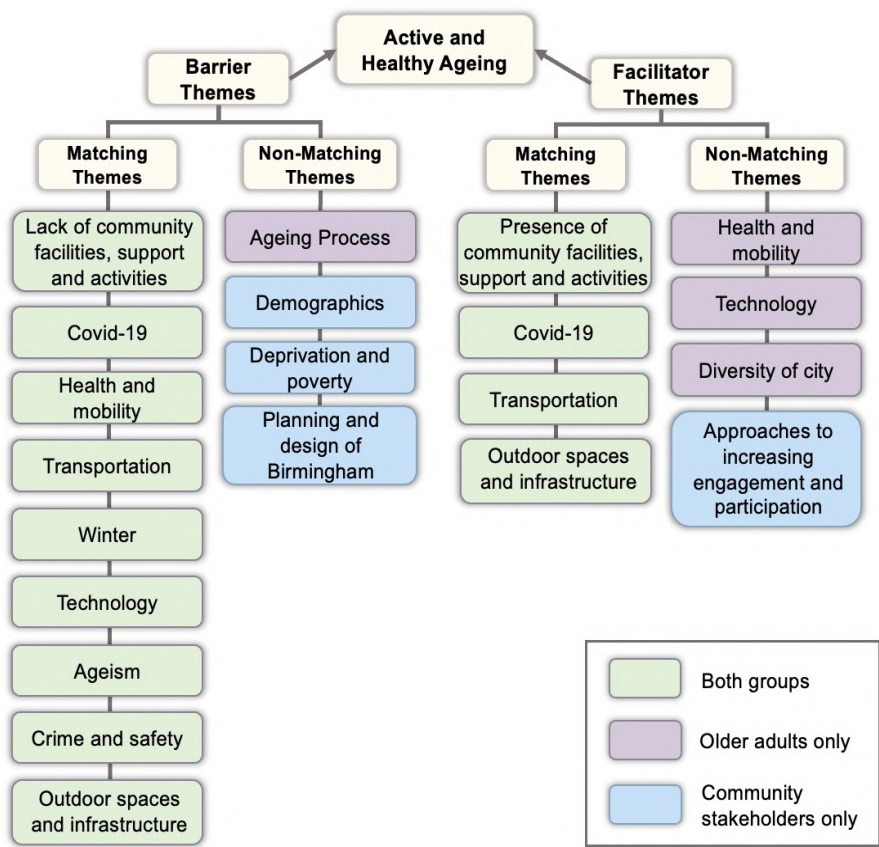 Active and
Healthy Ageing
Barrier
Themes
Facilitator
Themes
Matching
Themes
Non-Matching
Themes
Matching
Themes
Non-Matching
Themes
Lack of community
facilities, support
and activities
Covid-19
Health and
mobility
Transportation
Winter
Technology
Ageism
Crime and safety
Outdoor spaces
and infrastructure
Ageing Process
Demographics
Deprivation and
poverty
Planning and
design of
Birmingham
Presence of
community facilities,
support and activities
Covid-19
Transportation
Outdoor spaces
and infrastructure
Health and
mobility
Technology
Diversity of city
Approaches to
increasing
engagement and
participation
Both groups
Older adults only
Community
stakeholders only